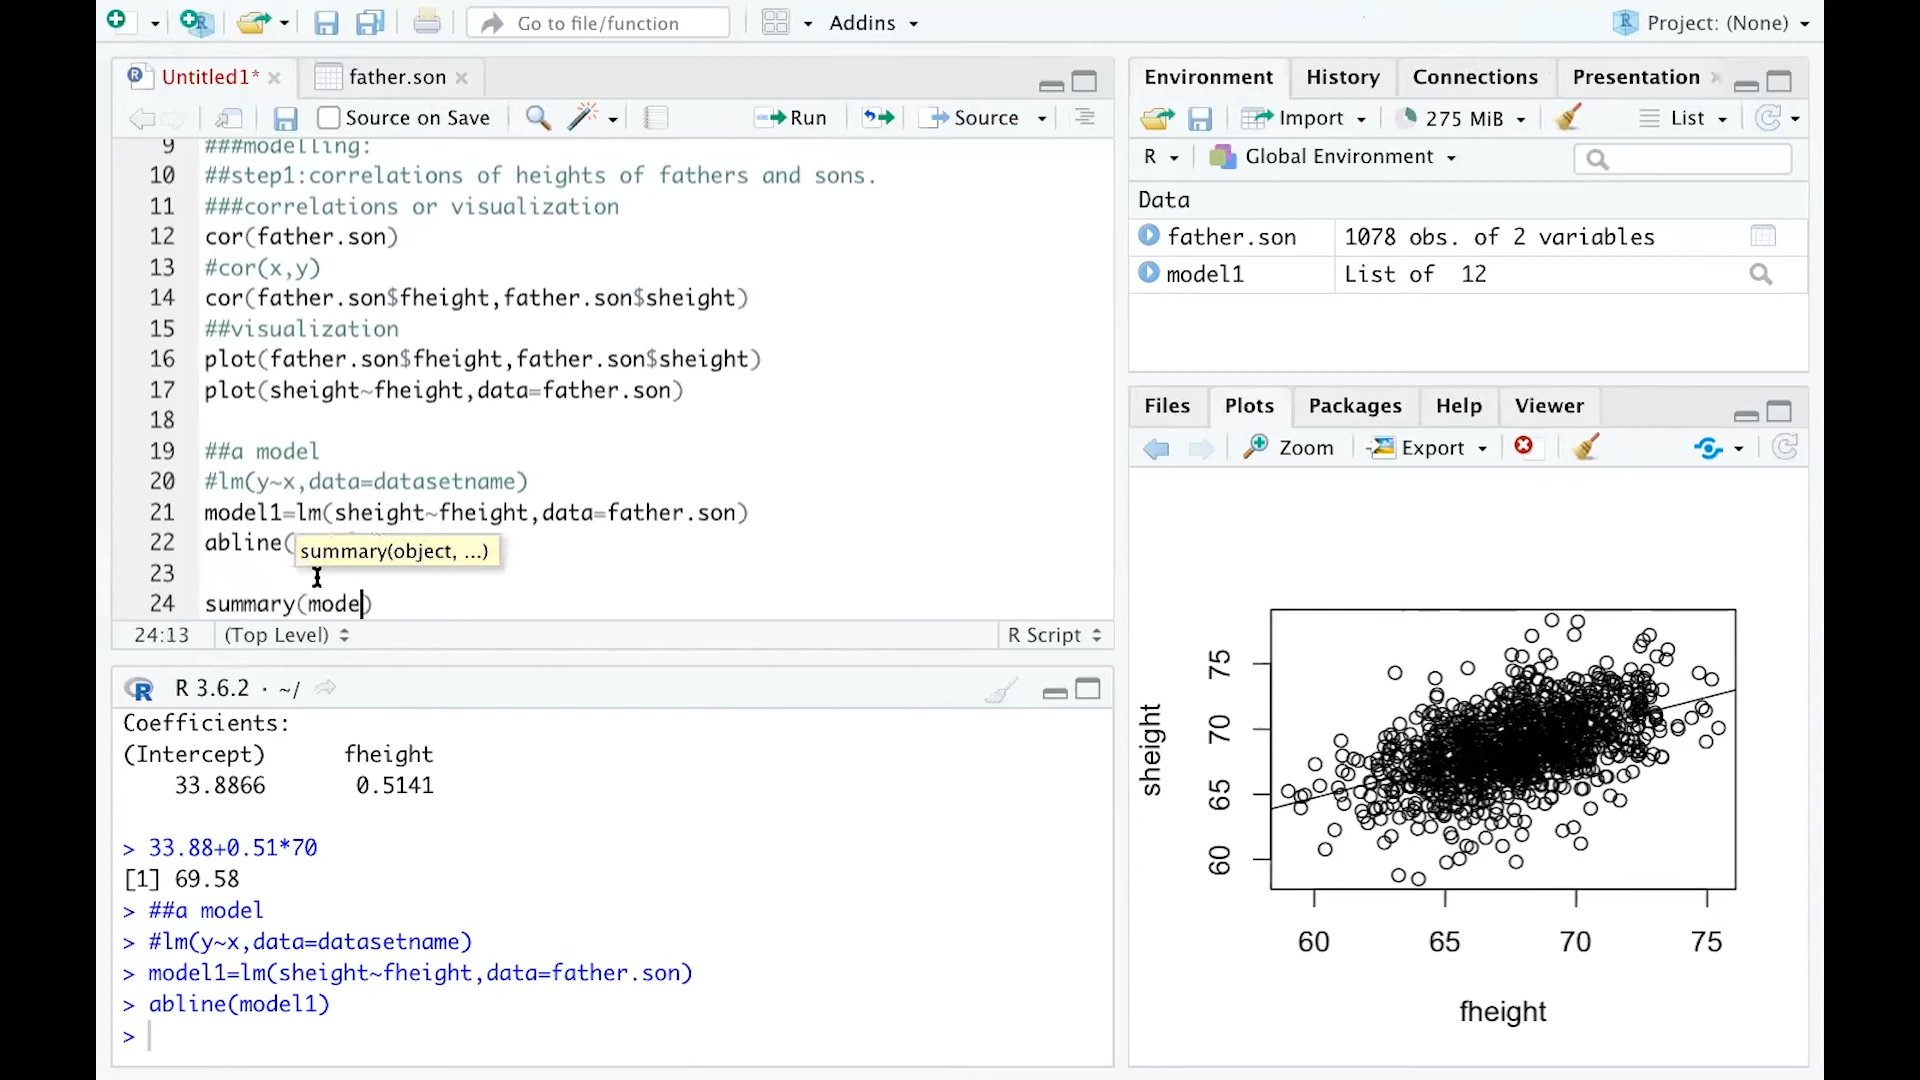 Go to file/function
Addins
Project: (None)
Untitled1*
father.son
Source on Save
Run
Source
9 ###modelling:
10 ##step1:correlations of heights of fathers and sons.
11 ###correlations or visualization
12 cor(father.son)
13 #cor(x,y)
14 cor(father.son$fheight,father.son$sheight)
15 ##visualization
16 plot(father.son$fheight,father.son$sheight)
17 plot(sheight~fheight,data=father.son)
18
19 ##a model
20 #lm(y~x,data=datasetname)
21 model1=lm(sheight~fheight,data=father.son)
22 abline(
summary(object, ...)
23
24 summary(mode)
24:13 (Top Level) R Script
R 3.6.2 · ~/
Coefficients:
(Intercept) fheight
33.8866 0.5141
> 33.88+0.51*70
[1] 69.58
> ##a model
> #lm(y~x,data=datasetname)
> model1=lm(sheight~fheight,data=father.son)
> abline(model1)
>
Environment History Connections Presentation
Import 275 MiB List
R Global Environment
Data
father.son 1078 obs. of 2 variables
model1 List of 12
Files Plots Packages Help Viewer
Zoom Export
sheight
75
70
65
60
60 65 70 75
fheight